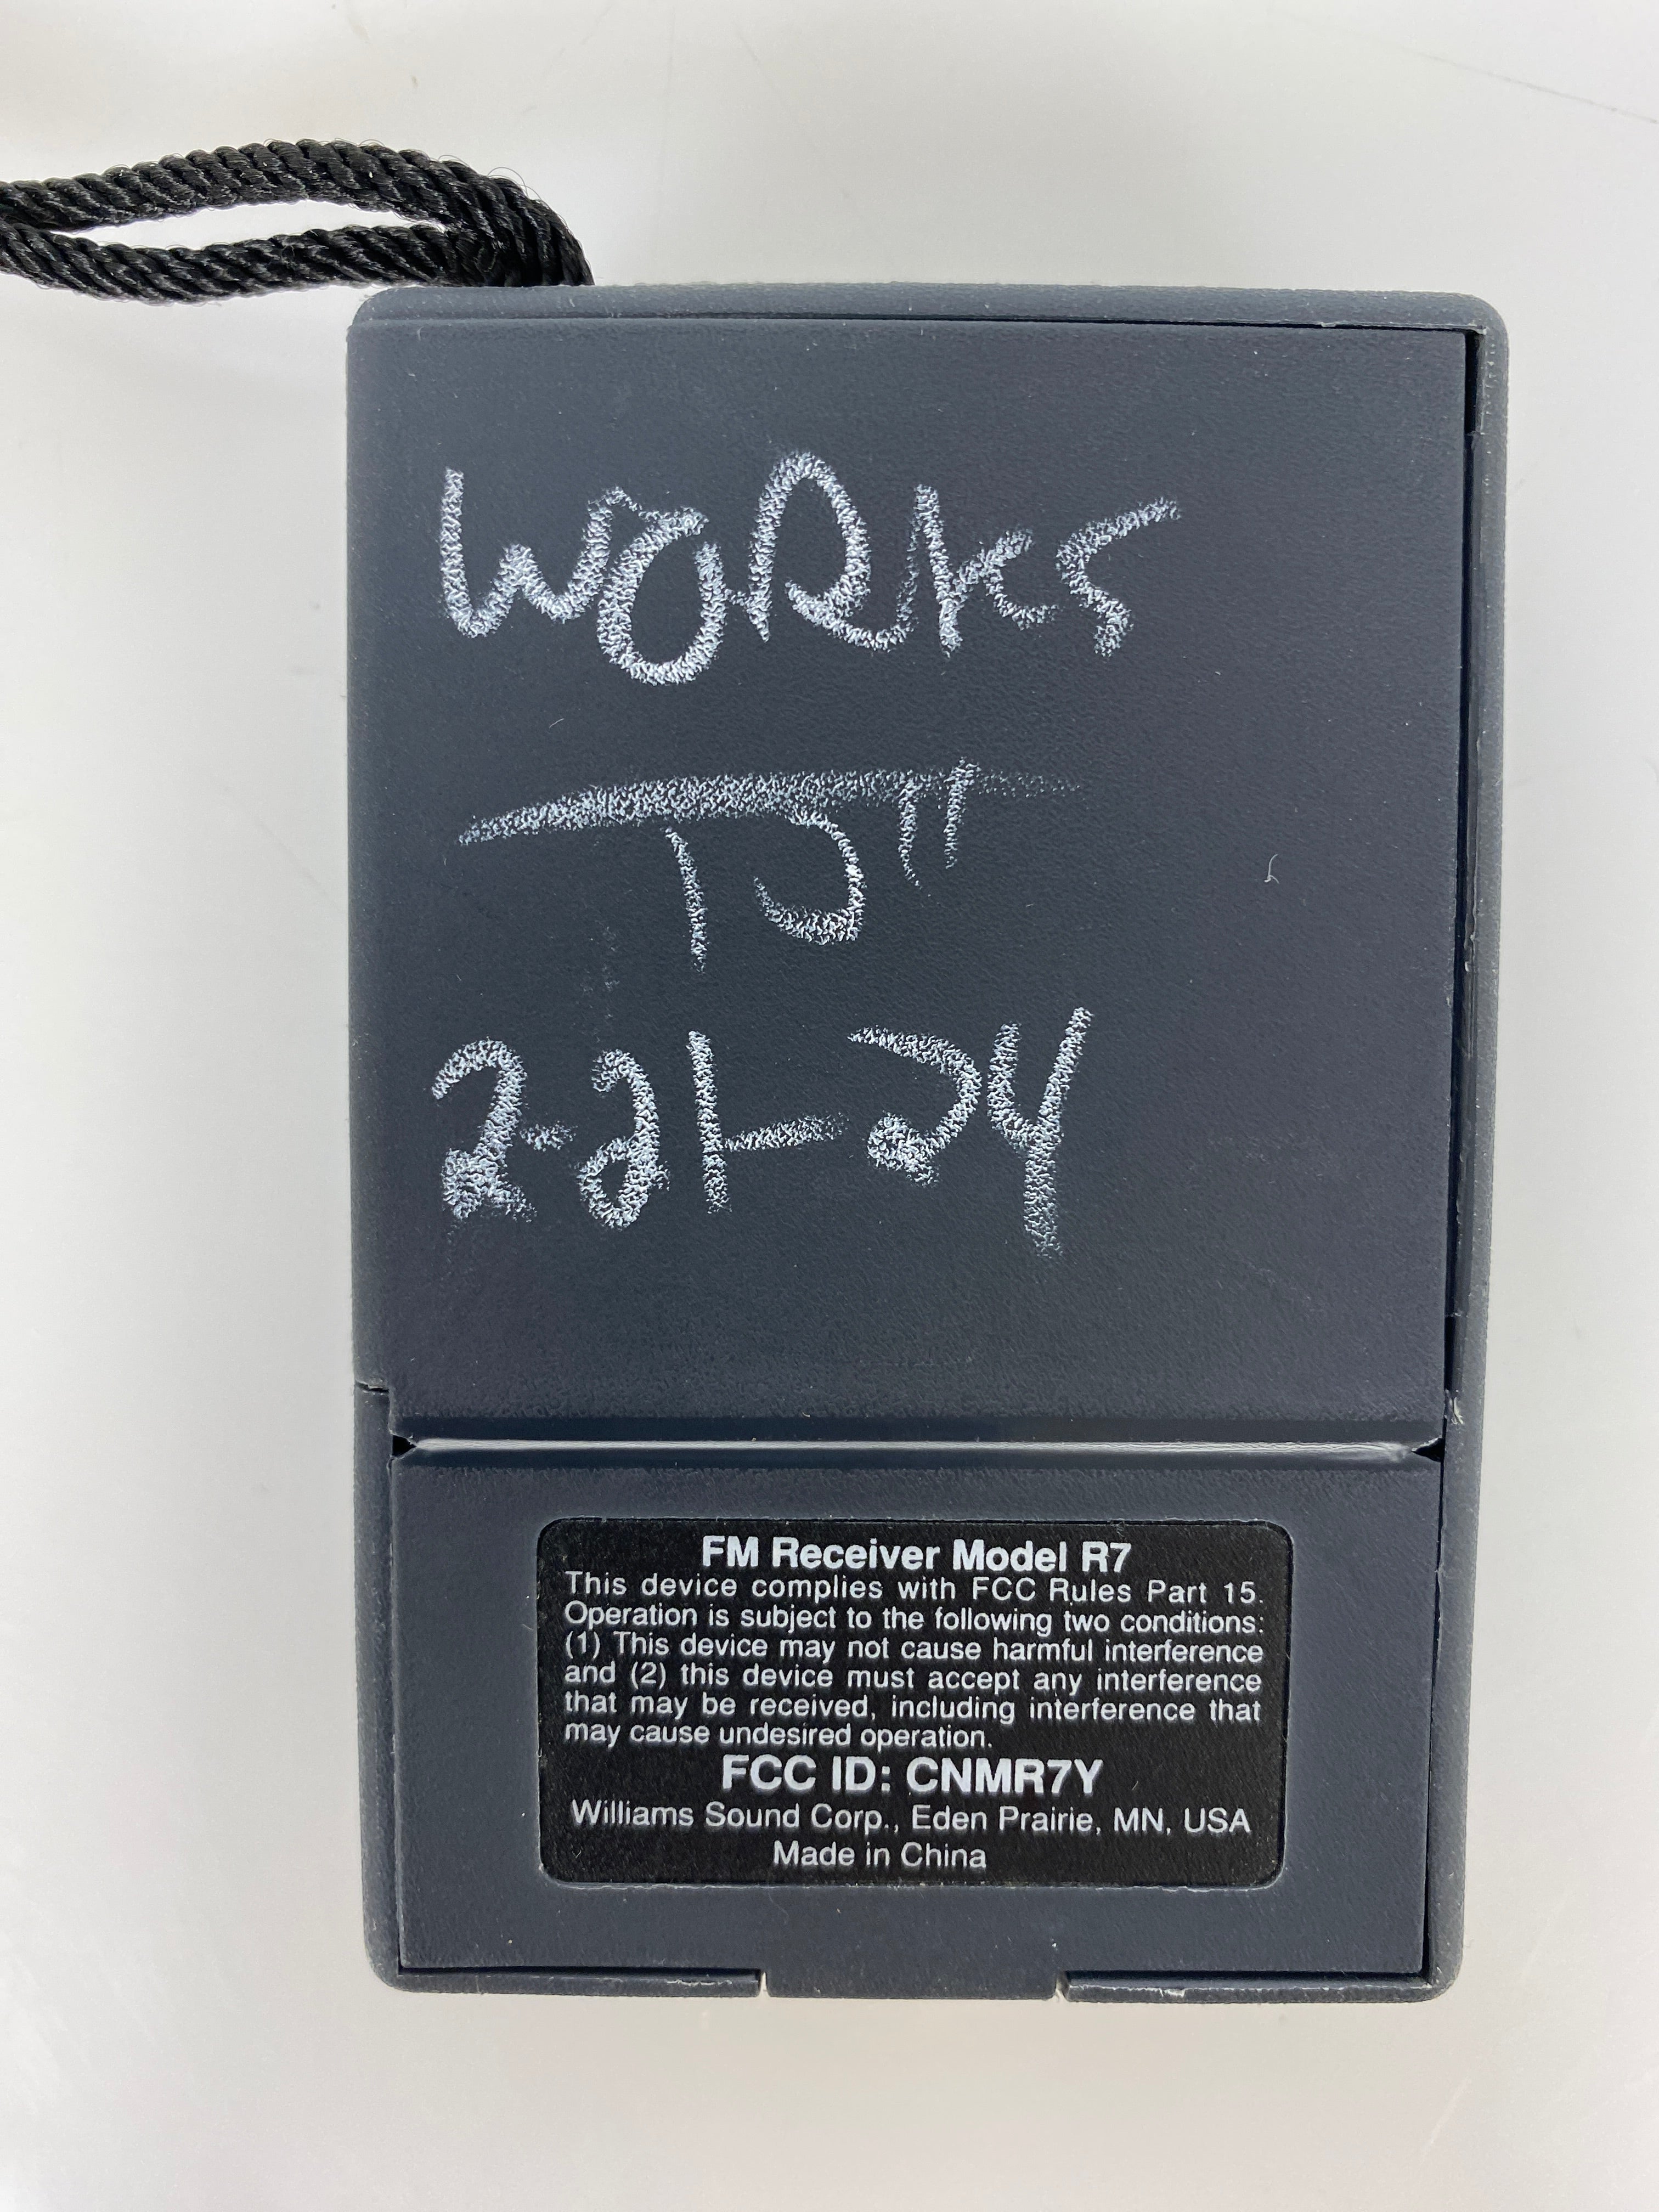 WORKS
TJ"
2-21-24
FM Receiver Model R7
This device complies with FCC Rules Part 15.
Operation is subject to the following two conditions:
(1) This device may not cause harmful interference
and (2) this device must accept any interference
that may be received, including interference that
may cause undesired operation.
FCC ID: CNMR7Y
Williams Sound Corp., Eden Prairie, MN, USA
Made in China